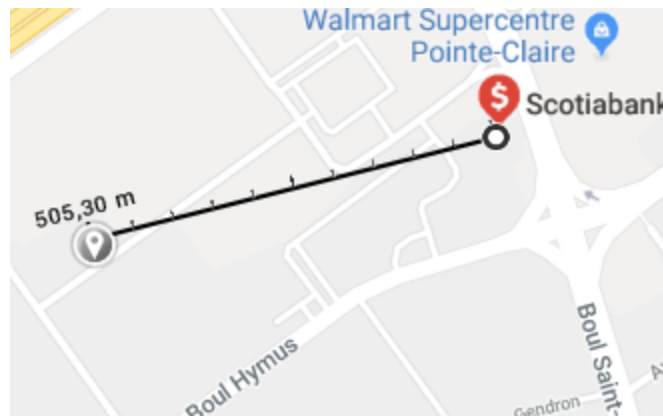 Walmart Supercentre
Pointe-Claire
$
Scotiabank
505,30 m
Boul Hymus
Boul Saint-
Gendron